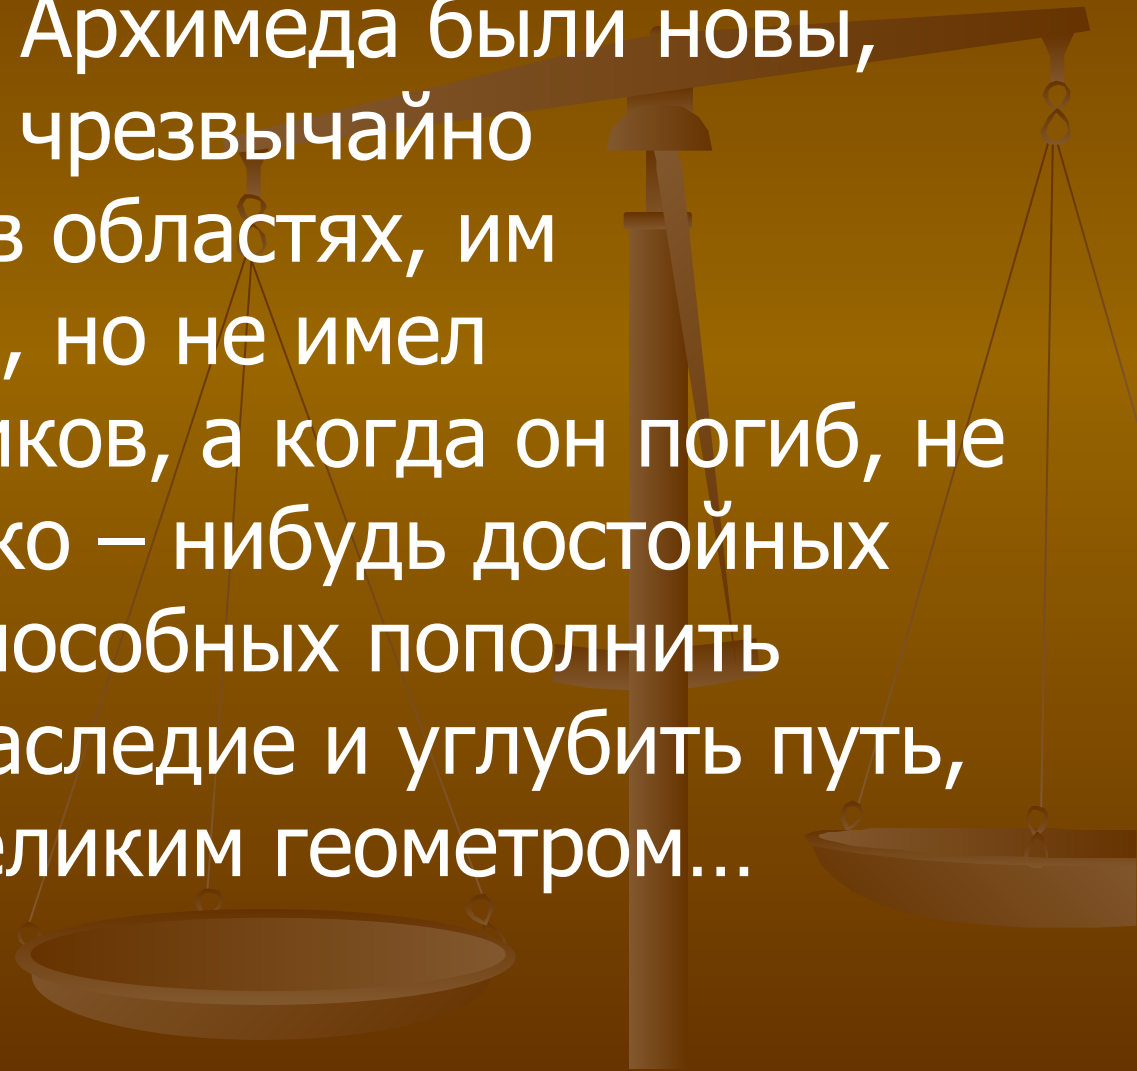 Архимеда были новы,
чрезвычайно
в областях, им
, но не имел
иков, а когда он погиб, не
ко – нибудь достойных
пособных пополнить
аследие и углубить путь,
еликим геометром…